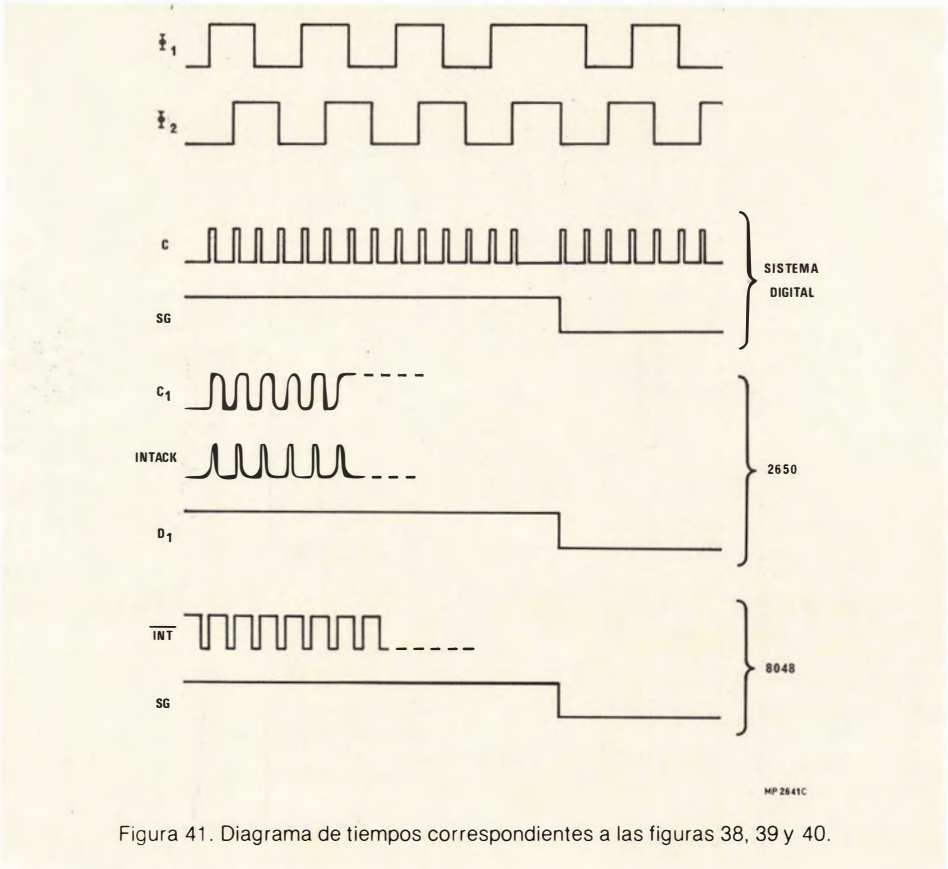 Φ1
Φ2
C
SG
SISTEMA
DIGITAL
C1
INTACK
D1
2650
INT
SG
8048
MP 2641C
Figura 41. Diagrama de tiempos correspondientes a las figuras 38, 39 y 40.